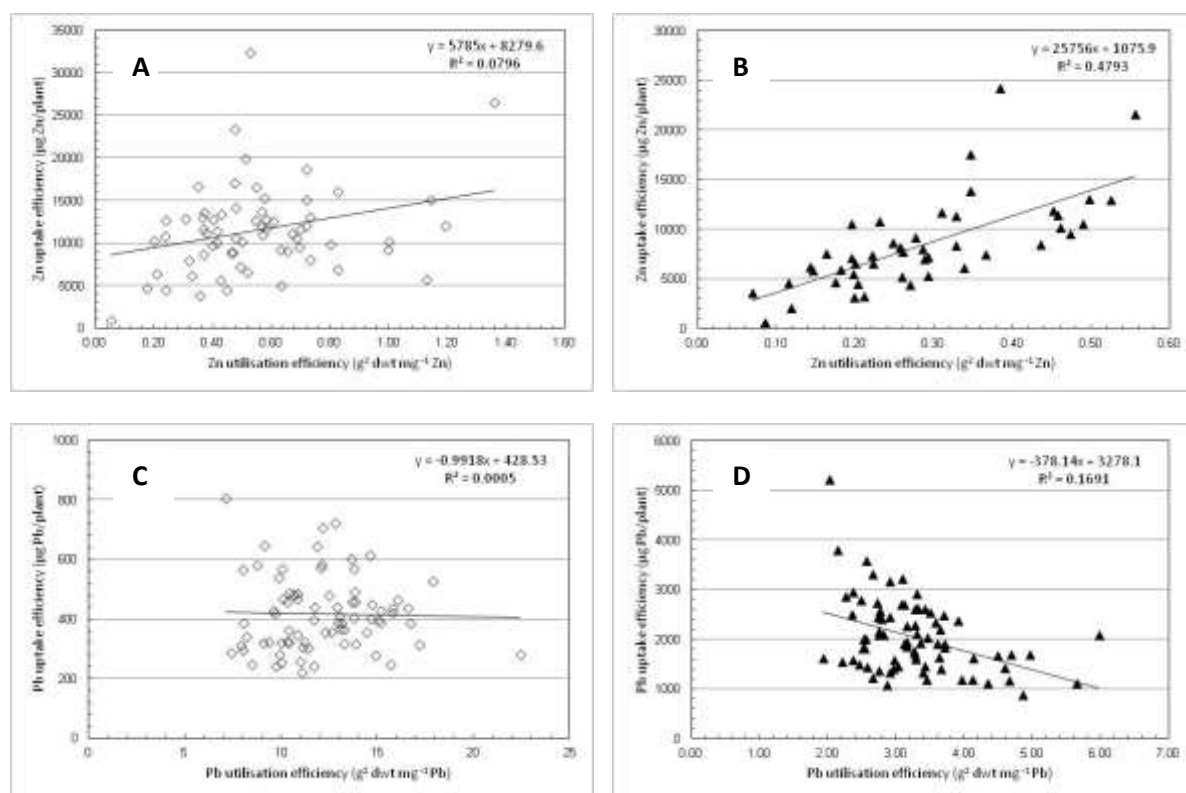 A
y = 5785x + 8279.6
R² = 0.0796
35000
30000
25000
20000
15000
10000
5000
0
0.00 0.20 0.40 0.60 0.80 1.00 1.20 1.40 1.60
Zn uptake efficiency (µg Zn/plant)
Zn utilisation efficiency (g² dwt mg⁻¹ Zn)
B
y = 25756x + 1075.9
R² = 0.4793
30000
25000
20000
15000
10000
5000
0
0.00 0.10 0.20 0.30 0.40 0.50 0.60
Zn uptake efficiency (µg Zn/plant)
Zn utilisation efficiency (g² dwt mg⁻¹ Zn)
C
y = -0.9918x + 428.53
R² = 0.0005
1000
800
600
400
200
0
0 5 10 15 20 25
Pb uptake efficiency (µg Pb/plant)
Pb utilisation efficiency (g² dwt mg⁻¹ Pb)
D
y = -378.14x + 3278.1
R² = 0.1691
6000
5000
4000
3000
2000
1000
0
0.00 1.00 2.00 3.00 4.00 5.00 6.00 7.00
Pb uptake efficiency (µg Pb/plant)
Pb utilisation efficiency (g² dwt mg⁻¹ Pb)